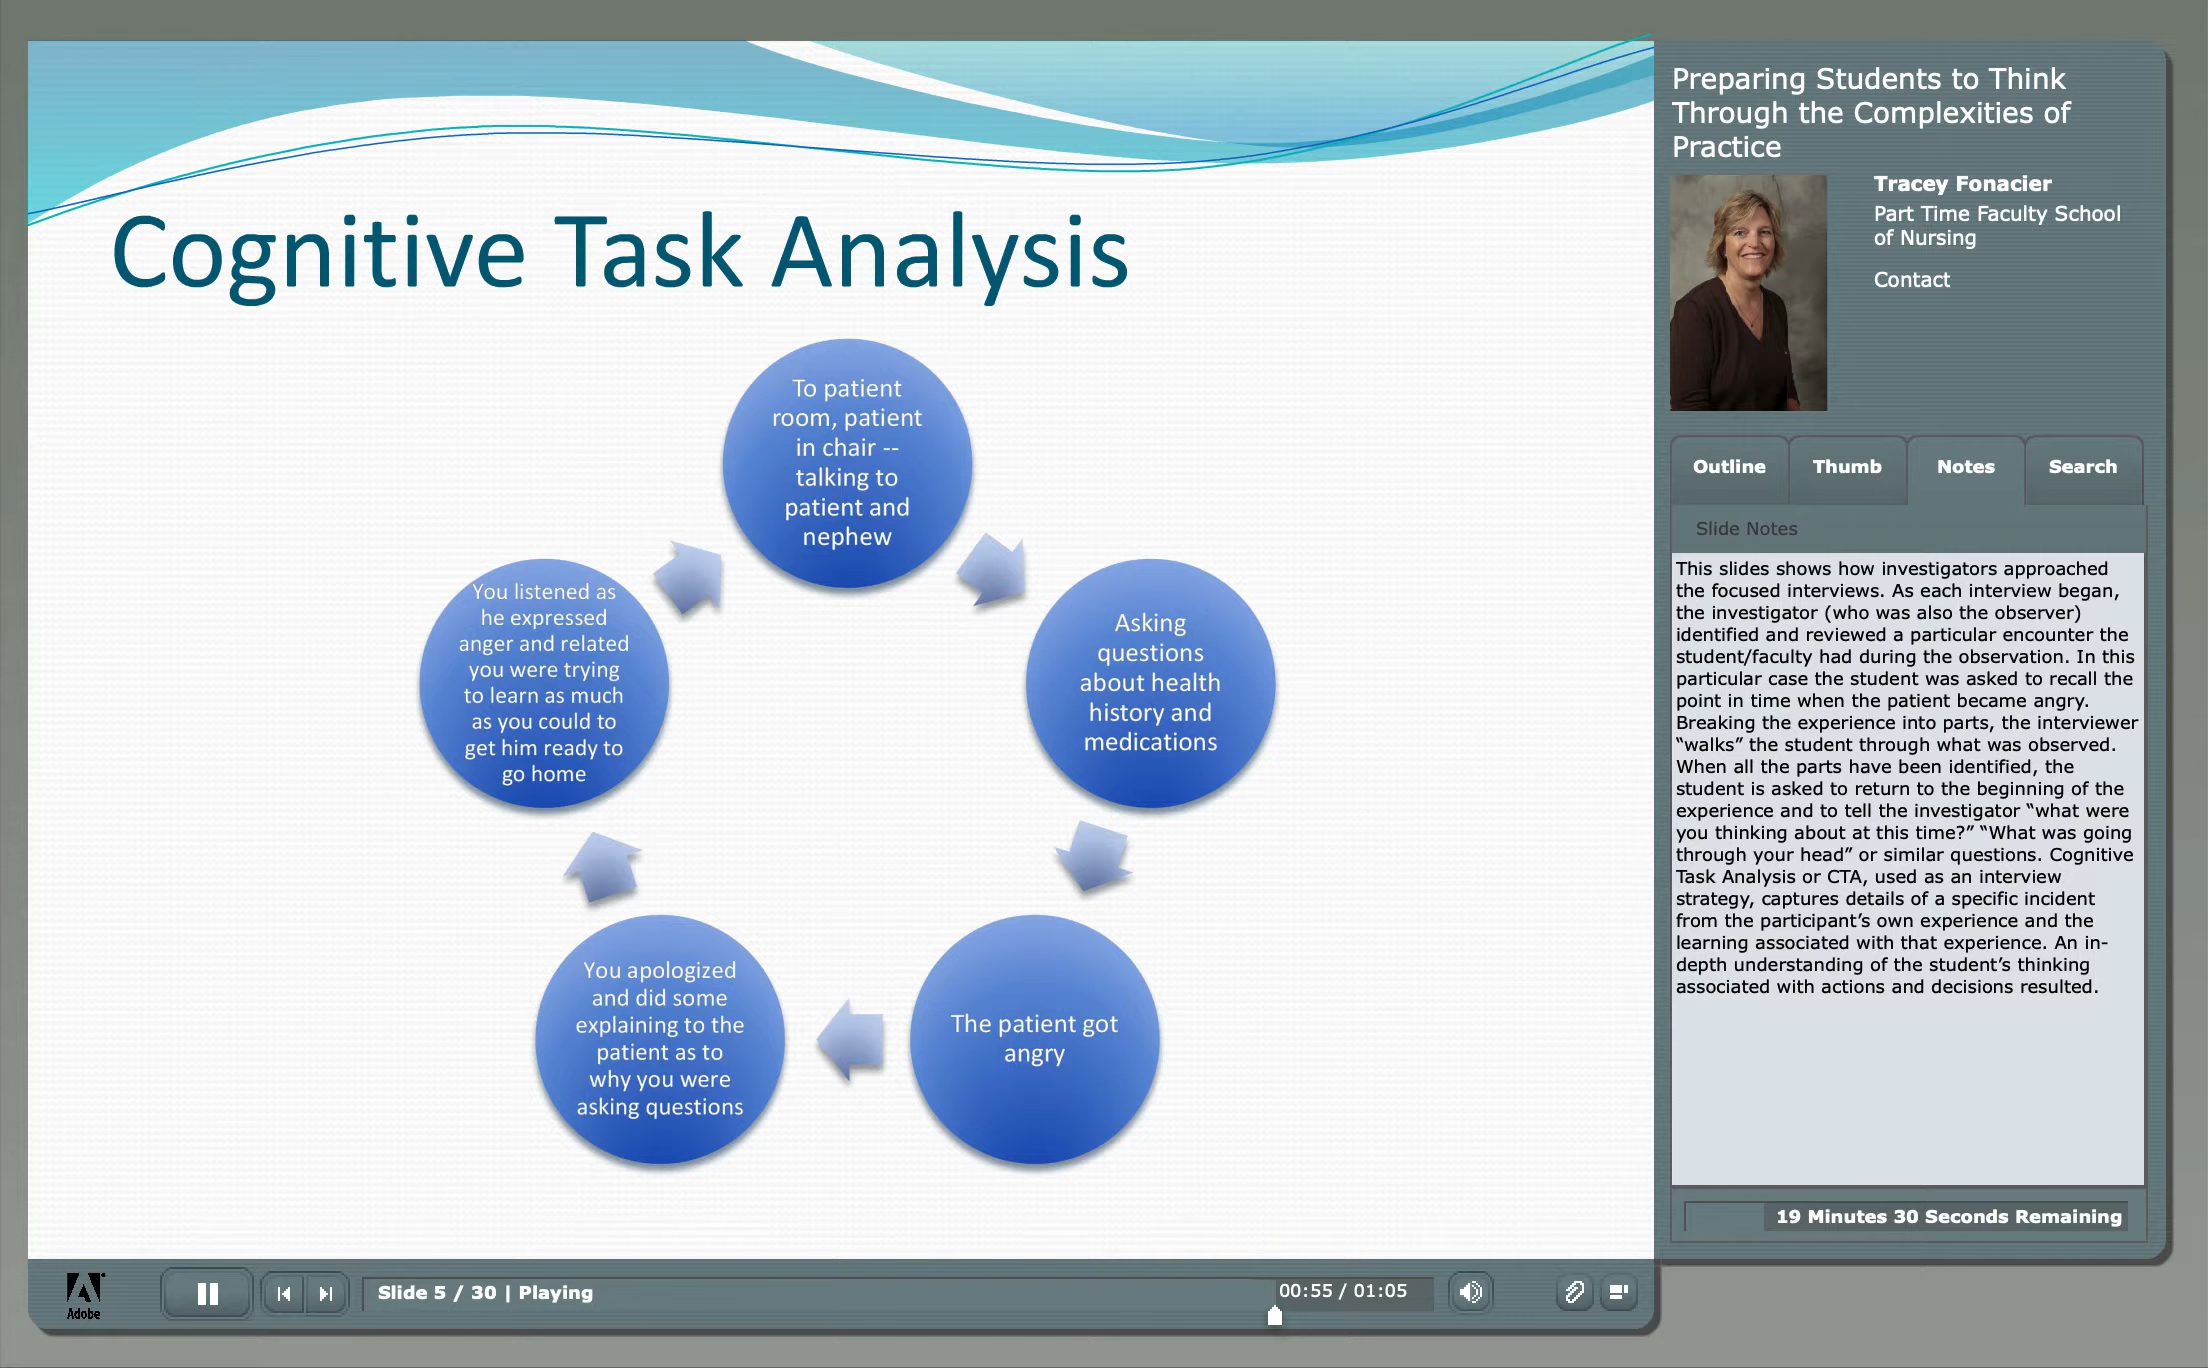 Cognitive Task Analysis
To patient
room, patient
in chair --
talking to
patient and
nephew
Asking
questions
about health
history and
medications
The patient got
angry
You apologized
and did some
explaining to the
patient as to
why you were
asking questions
You listened as
he expressed
anger and related
you were trying
to learn as much
as you could to
get him ready to
go home
Preparing Students to Think
Through the Complexities of
Practice
Tracey Fonacier
Part Time Faculty School
of Nursing
Contact
Outline
Thumb
Notes
Search
Slide Notes
This slides shows how investigators approached
the focused interviews. As each interview began,
the investigator (who was also the observer)
identified and reviewed a particular encounter the
student/faculty had during the observation. In this
particular case the student was asked to recall the
point in time when the patient became angry.
Breaking the experience into parts, the interviewer
“walks” the student through what was observed.
When all the parts have been identified, the
student is asked to return to the beginning of the
experience and to tell the investigator “what were
you thinking about at this time?” “What was going
through your head” or similar questions. Cognitive
Task Analysis or CTA, used as an interview
strategy, captures details of a specific incident
from the participant’s own experience and the
learning associated with that experience. An in-
depth understanding of the student’s thinking
associated with actions and decisions resulted.
19 Minutes 30 Seconds Remaining
Adobe
Slide 5 / 30 | Playing
00:55 / 01:05